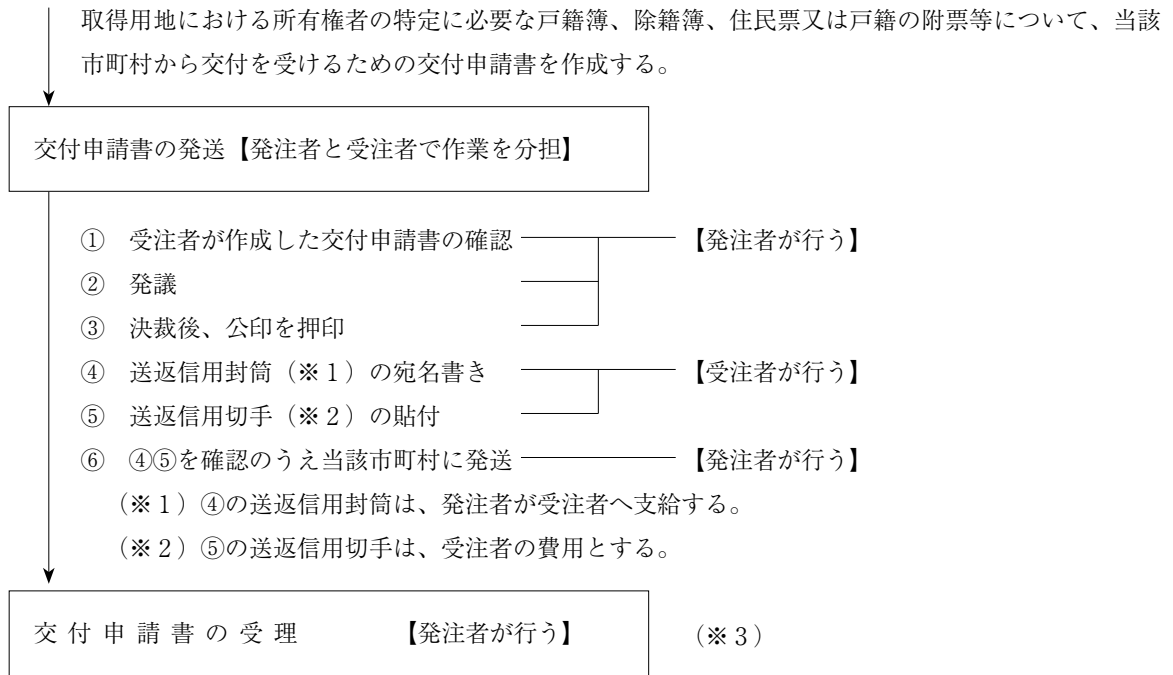 取得用地における所有権者の特定に必要な戸籍簿、除籍簿、住民票又は戸籍の附票等について、当該
市町村から交付を受けるための交付申請書を作成する。
交付申請書の発送【発注者と受注者で作業を分担】
① 受注者が作成した交付申請書の確認 【発注者が行う】
② 発議
③ 決裁後、公印を押印
④ 送返信用封筒（※１）の宛名書き 【受注者が行う】
⑤ 送返信用切手（※２）の貼付
⑥ ④⑤を確認のうえ当該市町村に発送 【発注者が行う】
（※１）④の送返信用封筒は、発注者が受注者へ支給する。
（※２）⑤の送返信用切手は、受注者の費用とする。
交付申請書の受理 【発注者が行う】 （※３）